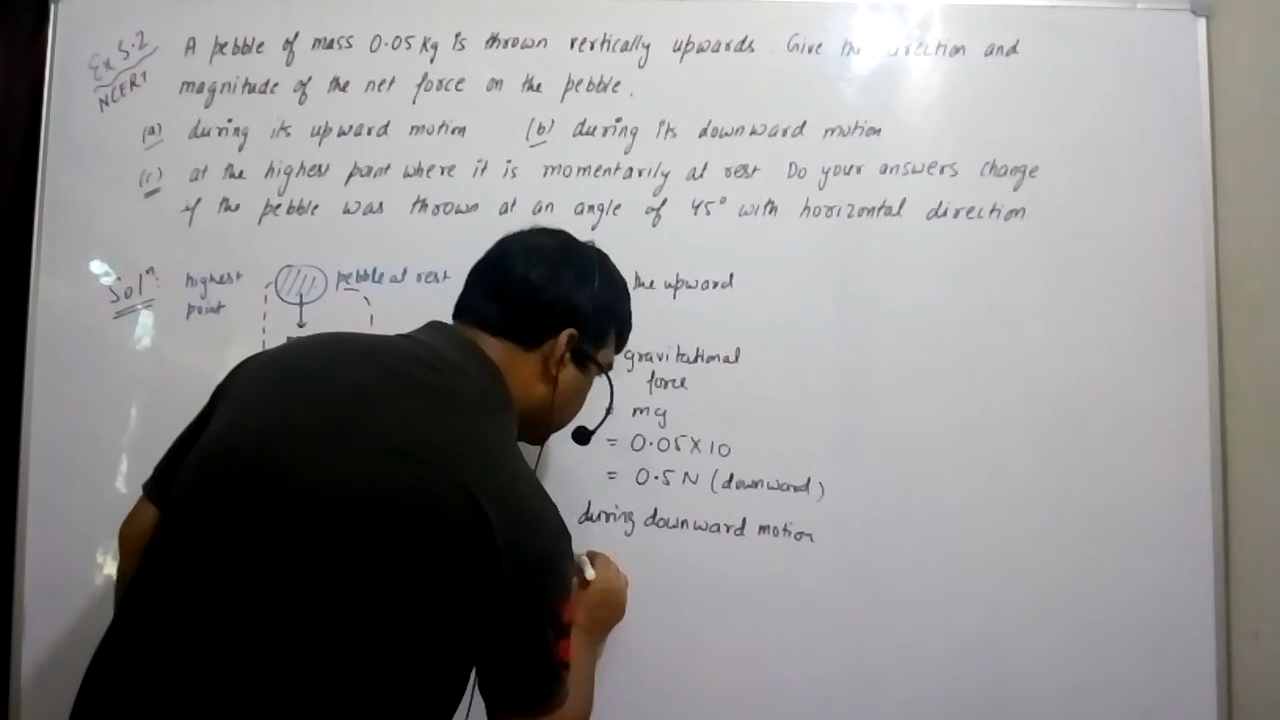 Ex 5.2
NCERT
A pebble of mass 0.05 kg is thrown vertically upwards. Give the direction and
magnitude of the net force on the pebble.
(a) during its upward motion (b) during its downward motion
(c) at the highest point where it is momentarily at rest Do your answers change
if the pebble was thrown at an angle of 45° with horizontal direction
Solⁿ:
highest
point
pebble at rest
the upward
gravitational
force
= mg
= 0.05 X 10
= 0.5 N (downward)
during downward motion